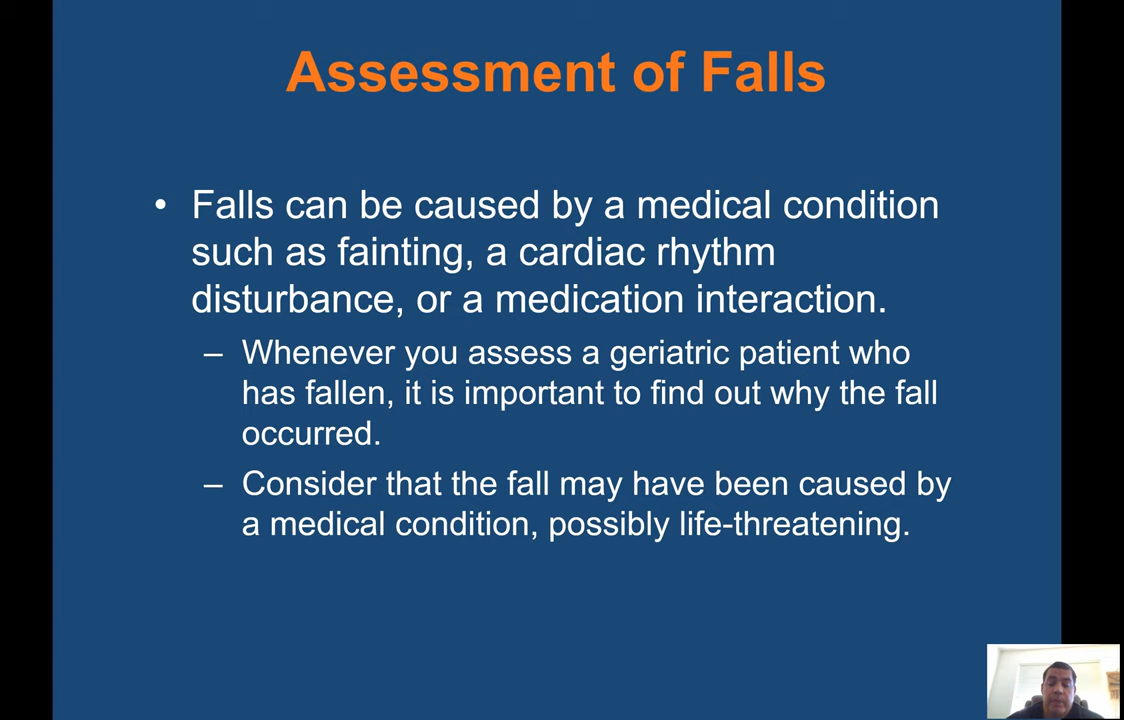 Assessment of Falls
• Falls can be caused by a medical condition
such as fainting, a cardiac rhythm
disturbance, or a medication interaction.
– Whenever you assess a geriatric patient who
has fallen, it is important to find out why the fall
occurred.
– Consider that the fall may have been caused by
a medical condition, possibly life-threatening.